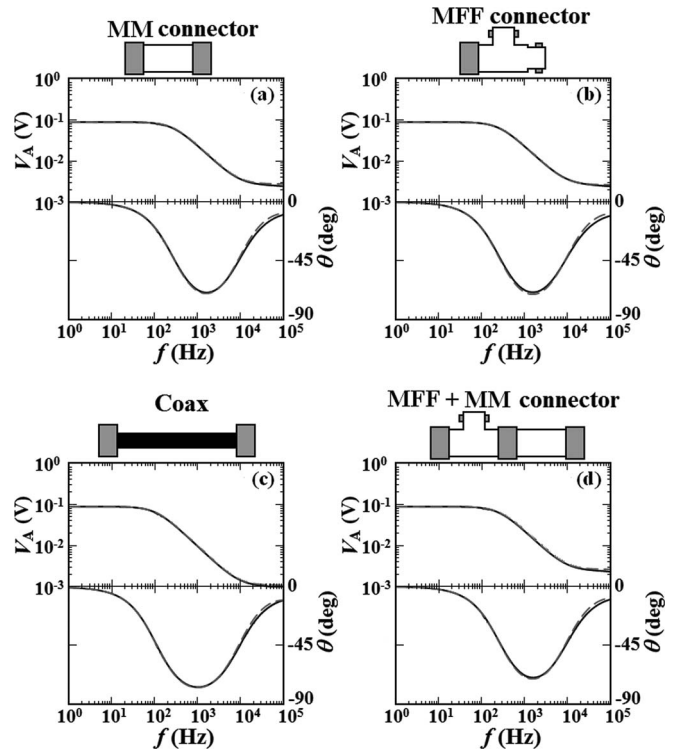 MM connector
MFF connector
(a)
10⁰
10⁻¹
10⁻²
10⁻³
V_A (V)
0
-45
-90
θ (deg)
10⁰ 10¹ 10² 10³ 10⁴ 10⁵
f (Hz)
(b)
10⁰
10⁻¹
10⁻²
10⁻³
V_A (V)
0
-45
-90
θ (deg)
10⁰ 10¹ 10² 10³ 10⁴ 10⁵
f (Hz)
Coax
MFF + MM connector
(c)
10⁰
10⁻¹
10⁻²
10⁻³
V_A (V)
0
-45
-90
θ (deg)
10⁰ 10¹ 10² 10³ 10⁴ 10⁵
f (Hz)
(d)
10⁰
10⁻¹
10⁻²
10⁻³
V_A (V)
0
-45
-90
θ (deg)
10⁰ 10¹ 10² 10³ 10⁴ 10⁵
f (Hz)